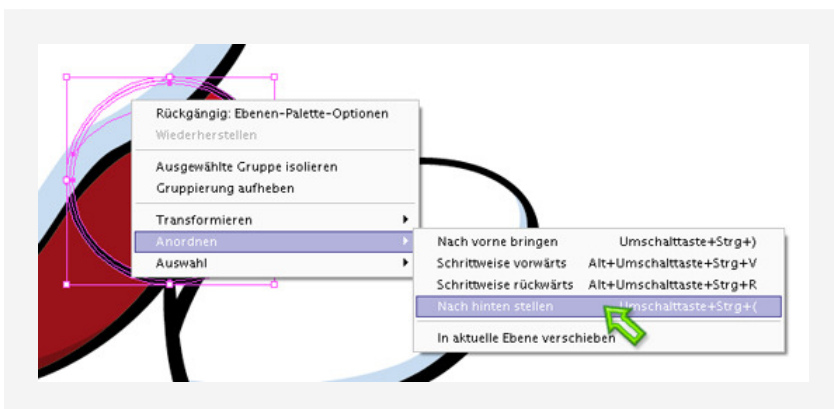 Rückgängig: Ebenen-Palette-Optionen
Wiederherstellen
Ausgewählte Gruppe isolieren
Gruppierung aufheben
Transformieren
Anordnen
Auswahl
Nach vorne bringen Umschalttaste+Strg+)
Schrittweise vorwärts Alt+Umschalttaste+Strg+V
Schrittweise rückwärts Alt+Umschalttaste+Strg+R
Nach hinten stellen Umschalttaste+Strg+(
In aktuelle Ebene verschieben